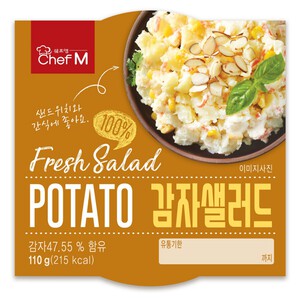 쉐프엠
Chef M
샌드위치와
간식에 좋아요.
100%
Fresh Salad
이미지사진
POTATO 감자샐러드
감자47.55 % 함유
110 g (215 kcal)
유통기한
까지